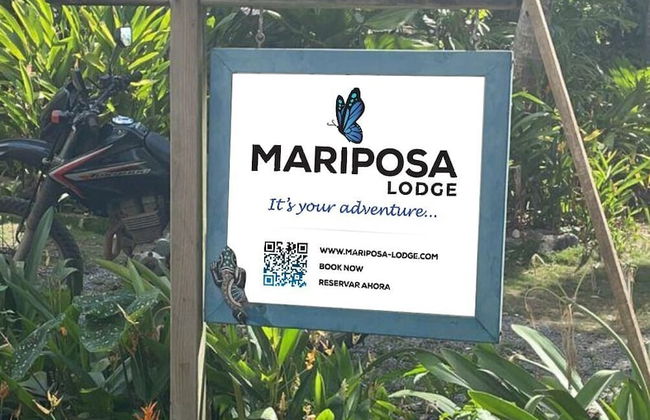 MARIPOSA
LODGE
It's your adventure...
WWW.MARIPOSA-LODGE.COM
BOOK NOW
RESERVAR AHORA